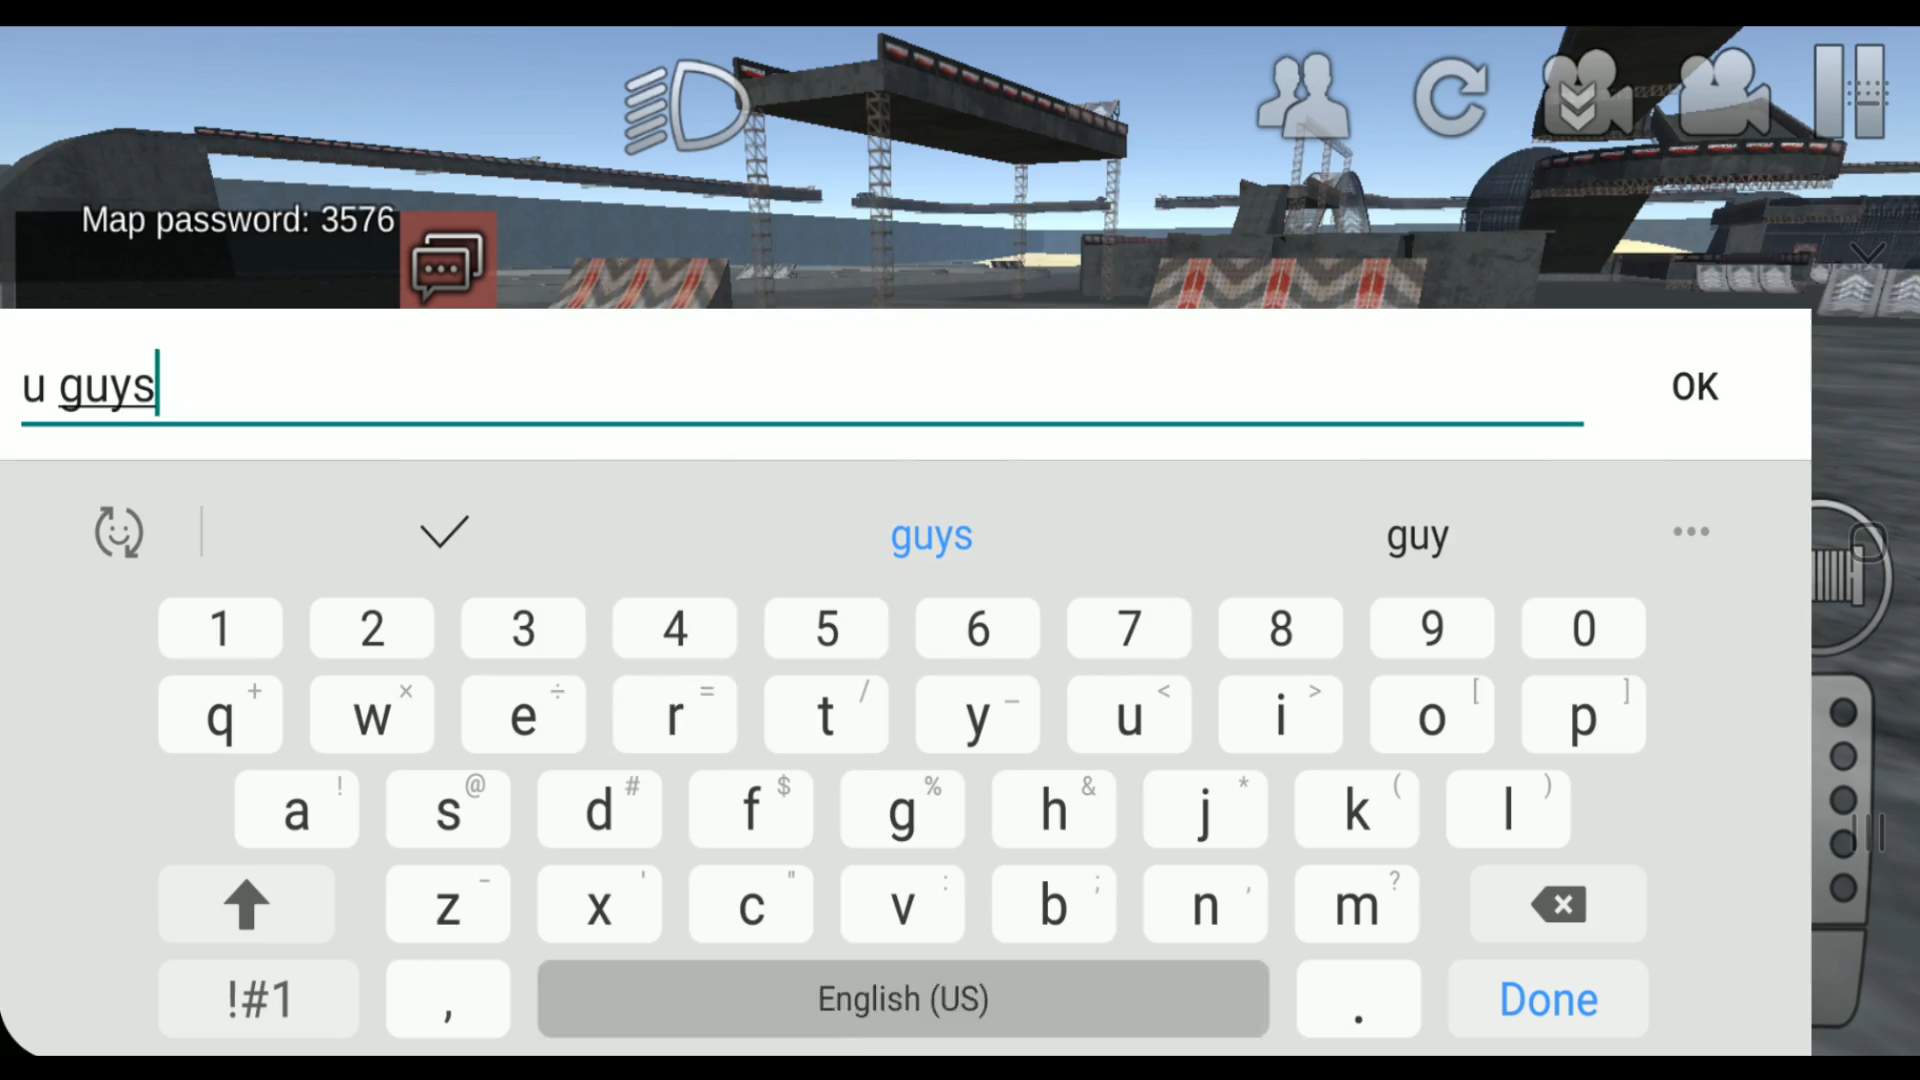 Map password: 3576
u guys
OK
guys guy
1 2 3 4 5 6 7 8 9 0
q + w × e ÷ r = t / y _ u < i > o [ p ]
a ! s @ d # f $ g % h & j * k ( l )
z - x ' c " v : b ; n , m ?
!#1 , English (US) . Done